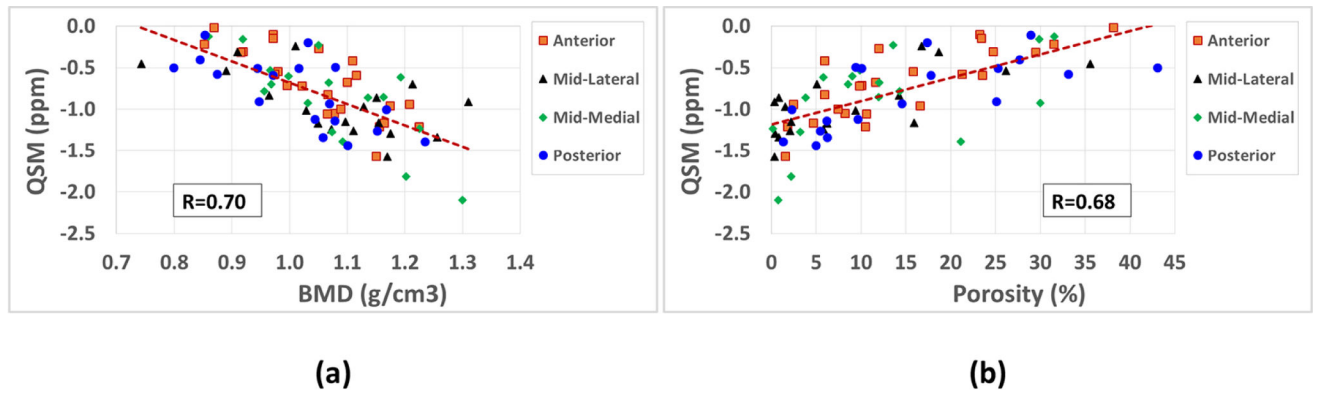 0.0
-0.5
-1.0
-1.5
-2.0
-2.5
QSM (ppm)
R=0.70
0.7 0.8 0.9 1.0 1.1 1.2 1.3 1.4
BMD (g/cm3)
Anterior
Mid-Lateral
Mid-Medial
Posterior
(a)
0.0
-0.5
-1.0
-1.5
-2.0
-2.5
QSM (ppm)
R=0.68
0 5 10 15 20 25 30 35 40 45
Porosity (%)
Anterior
Mid-Lateral
Mid-Medial
Posterior
(b)